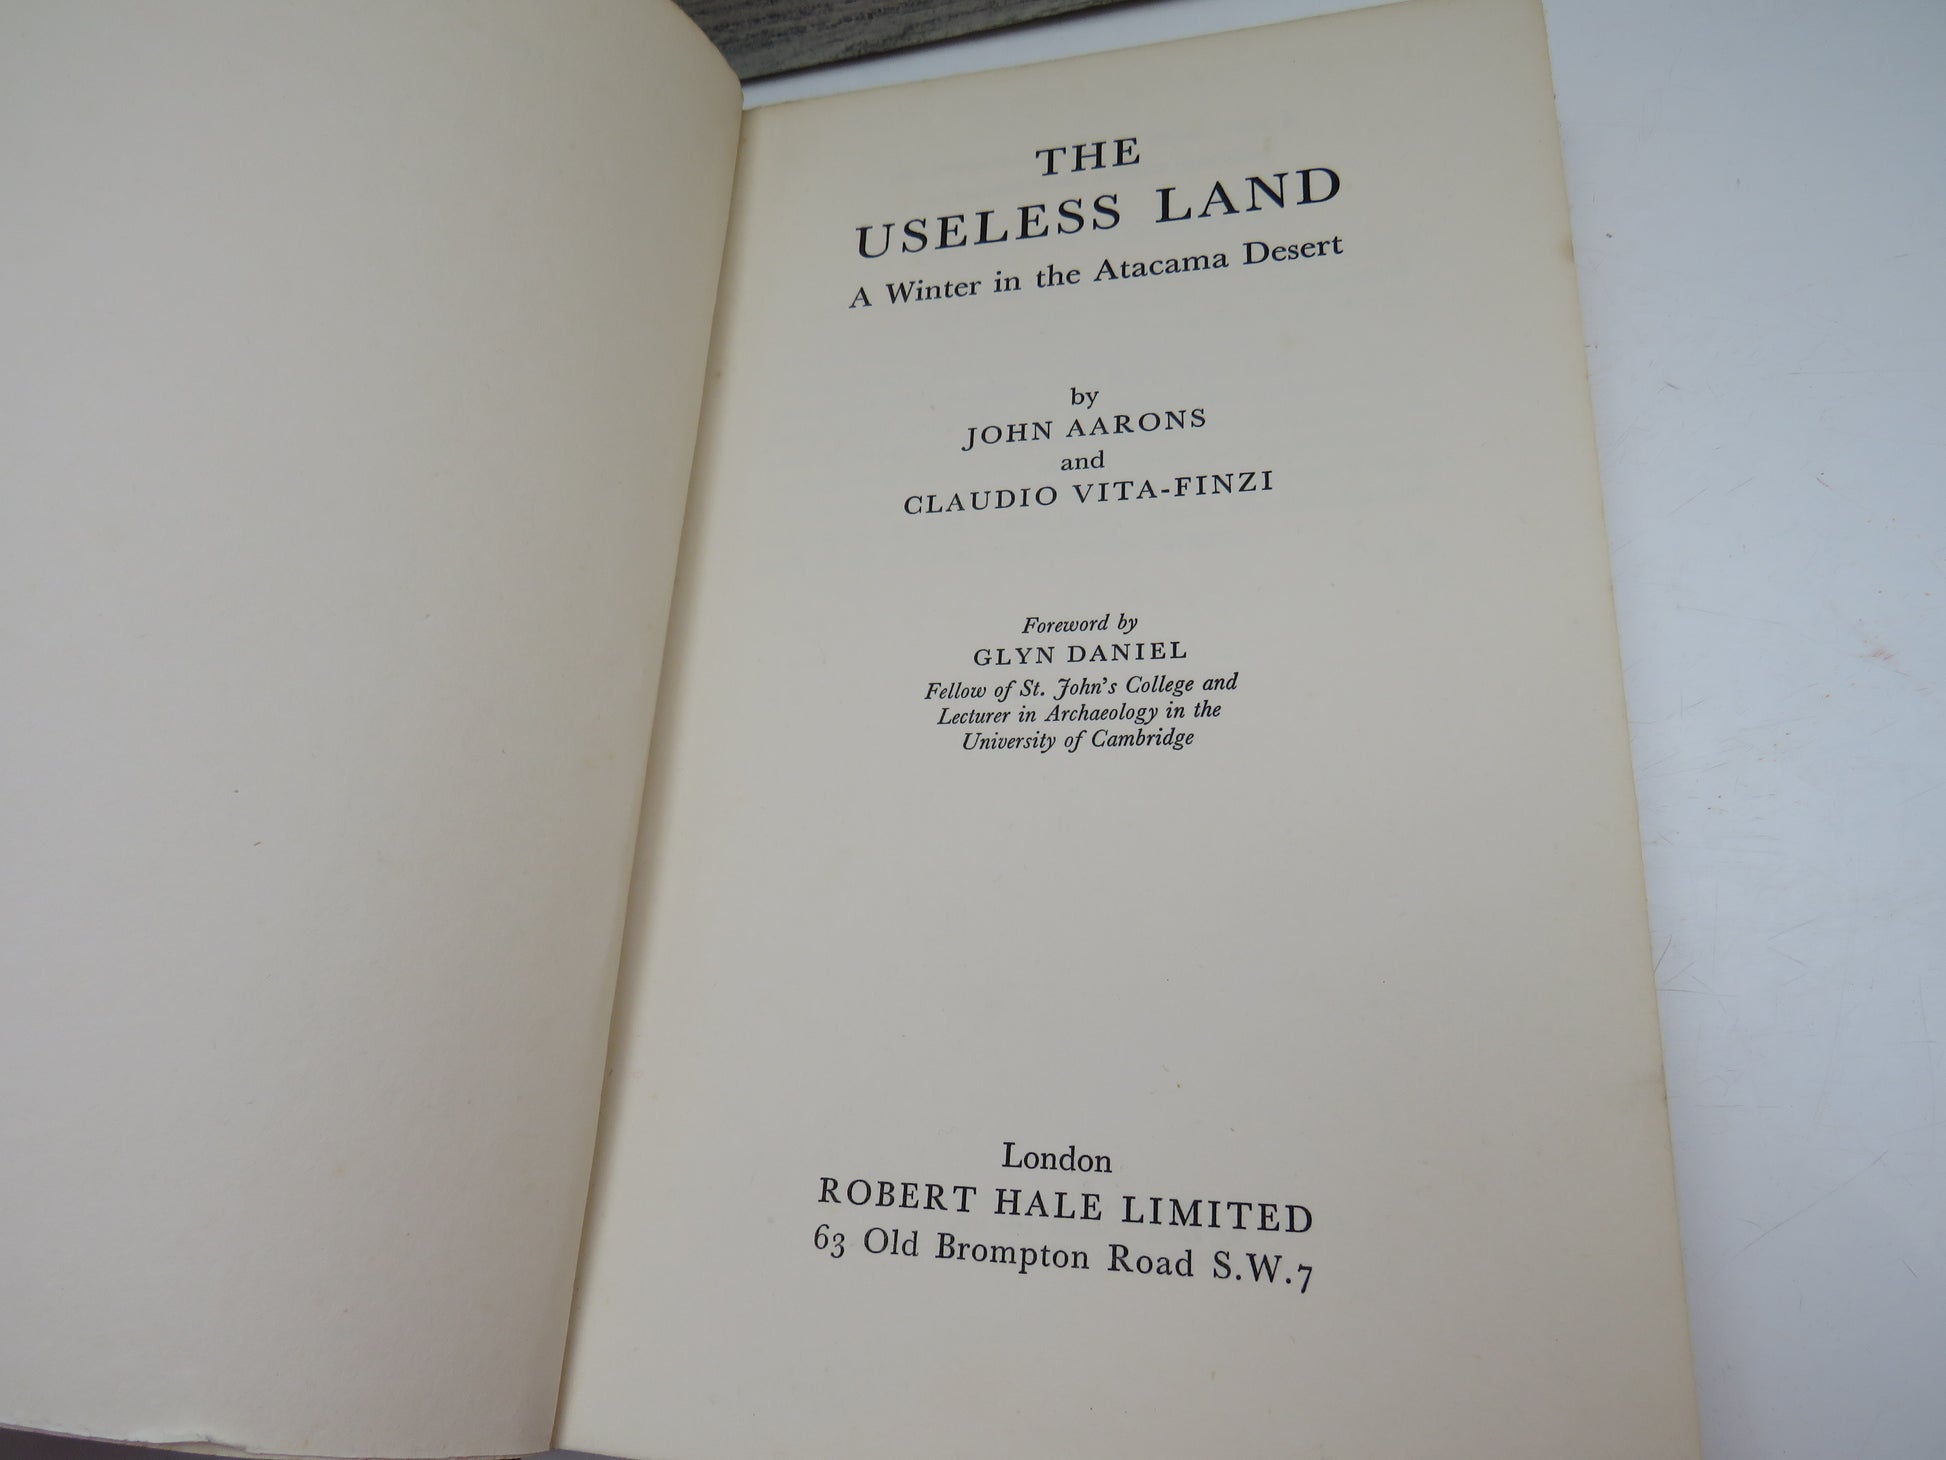 THE
USELESS LAND
A Winter in the Atacama Desert
by
JOHN AARONS
and
CLAUDIO VITA-FINZI
Foreword by
GLYN DANIEL
Fellow of St. John's College and
Lecturer in Archaeology in the
University of Cambridge
London
ROBERT HALE LIMITED
63 Old Brompton Road S.W.7